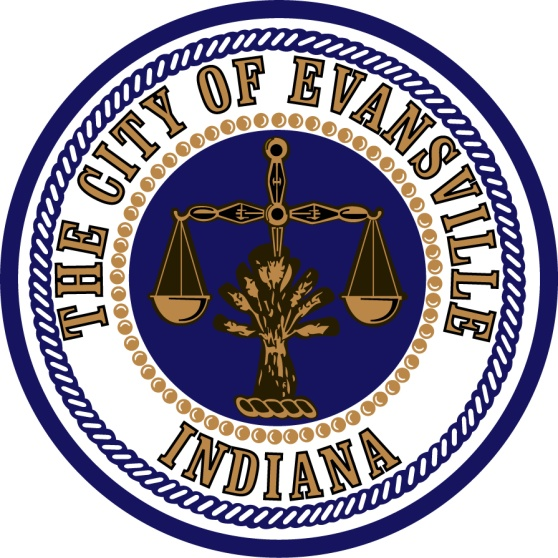 THE CITY OF EVANSVILLE
INDIANA